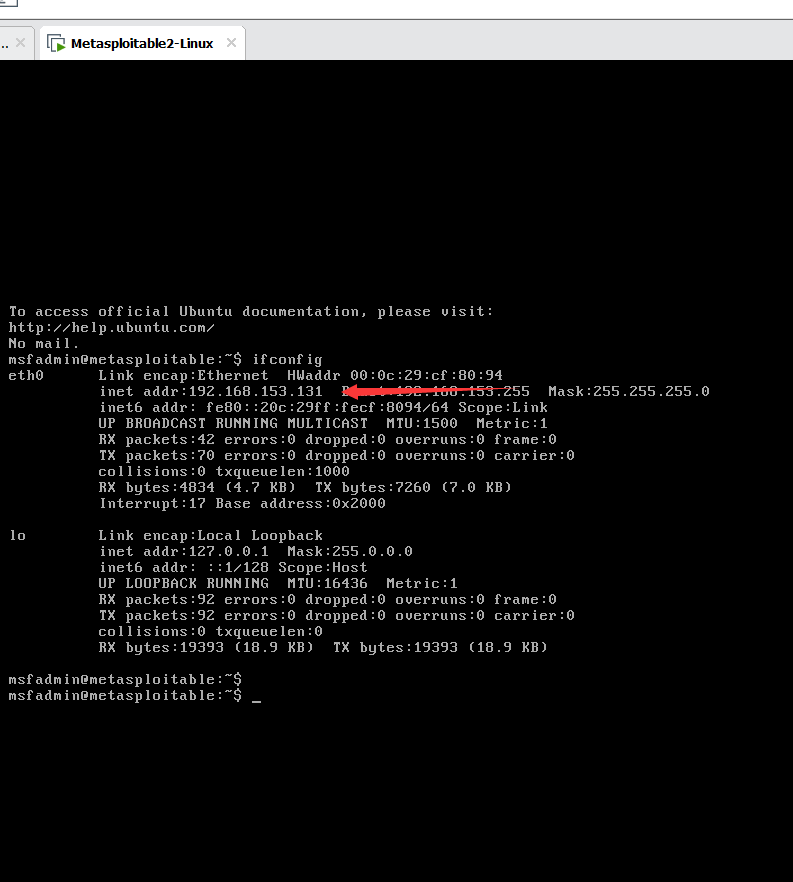 .. ×
Metasploitable2-Linux ×
To access official Ubuntu documentation, please visit:
http://help.ubuntu.com/
No mail.
msfadmin@metasploitable:~$ ifconfig
eth0      Link encap:Ethernet  HWaddr 00:0c:29:cf:80:94
          inet addr:192.168.153.131  Bcast:192.168.153.255  Mask:255.255.255.0
          inet6 addr: fe80::20c:29ff:fecf:8094/64 Scope:Link
          UP BROADCAST RUNNING MULTICAST  MTU:1500  Metric:1
          RX packets:42 errors:0 dropped:0 overruns:0 frame:0
          TX packets:70 errors:0 dropped:0 overruns:0 carrier:0
          collisions:0 txqueuelen:1000
          RX bytes:4834 (4.7 KB)  TX bytes:7260 (7.0 KB)
          Interrupt:17 Base address:0x2000
lo        Link encap:Local Loopback
          inet addr:127.0.0.1  Mask:255.0.0.0
          inet6 addr: ::1/128 Scope:Host
          UP LOOPBACK RUNNING  MTU:16436  Metric:1
          RX packets:92 errors:0 dropped:0 overruns:0 frame:0
          TX packets:92 errors:0 dropped:0 overruns:0 carrier:0
          collisions:0 txqueuelen:0
          RX bytes:19393 (18.9 KB)  TX bytes:19393 (18.9 KB)
msfadmin@metasploitable:~$
msfadmin@metasploitable:~$ _